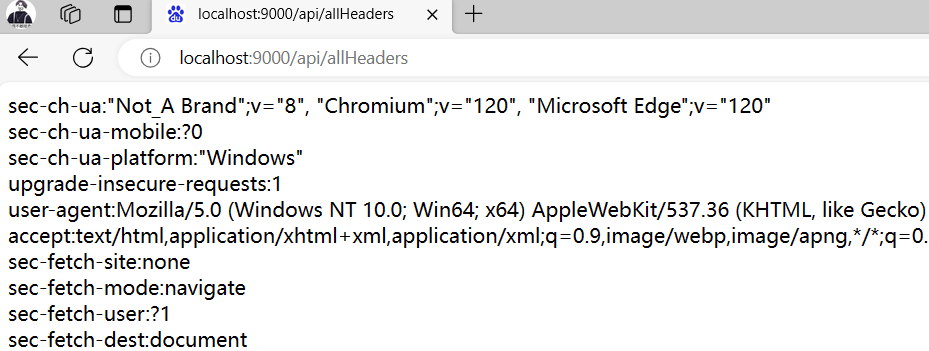 localhost:9000/api/allHeaders
localhost:9000/api/allHeaders
sec-ch-ua:"Not_A Brand";v="8", "Chromium";v="120", "Microsoft Edge";v="120"
sec-ch-ua-mobile:?0
sec-ch-ua-platform:"Windows"
upgrade-insecure-requests:1
user-agent:Mozilla/5.0 (Windows NT 10.0; Win64; x64) AppleWebKit/537.36 (KHTML, like Gecko)
accept:text/html,application/xhtml+xml,application/xml;q=0.9,image/webp,image/apng,*/*;q=0.
sec-fetch-site:none
sec-fetch-mode:navigate
sec-fetch-user:?1
sec-fetch-dest:document